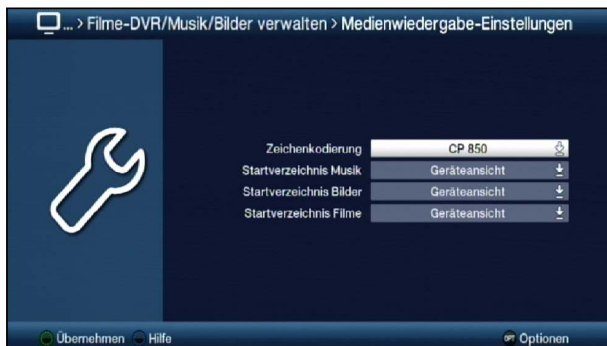 ... > Filme-DVR/Musik/Bilder verwalten > Medienwiedergabe-Einstellungen
Zeichenkodierung CP 850
Startverzeichnis Musik Geräteansicht
Startverzeichnis Bilder Geräteansicht
Startverzeichnis Filme Geräteansicht
Übernehmen Hilfe OPT Optionen